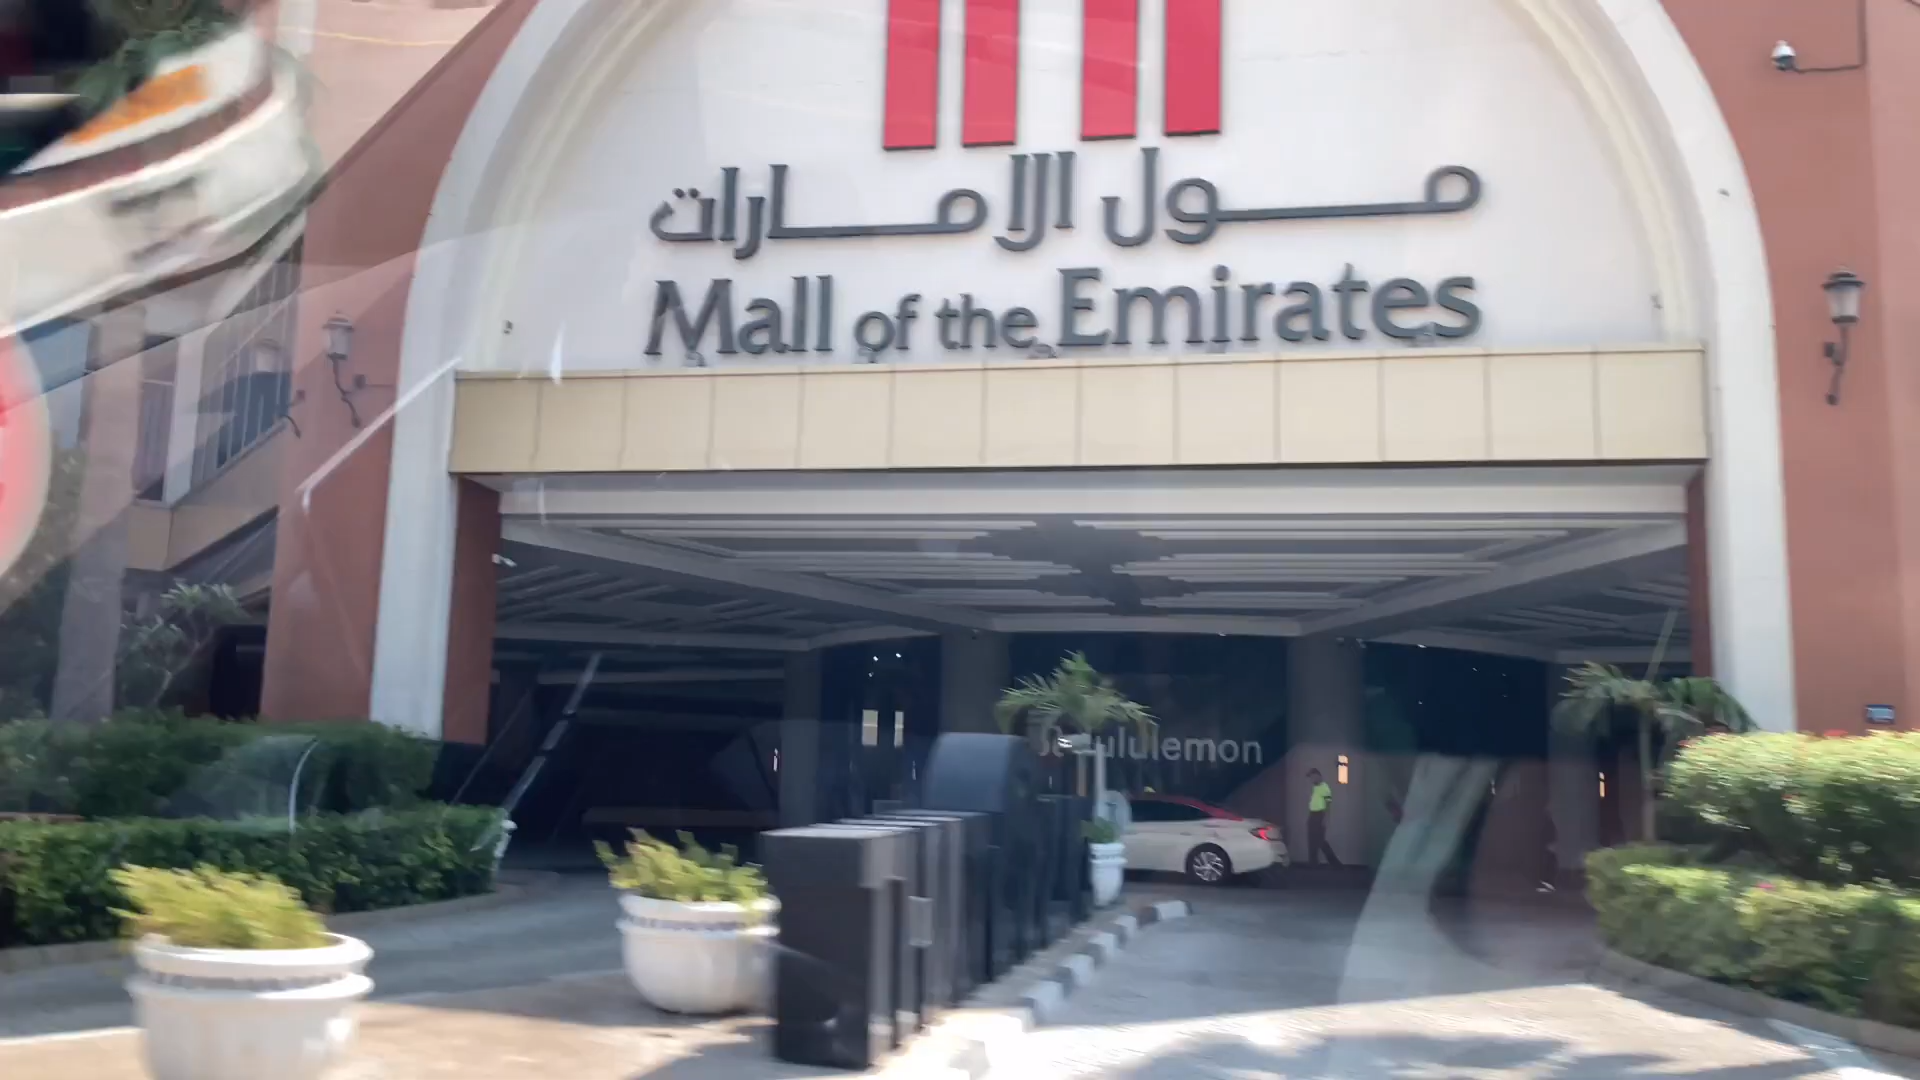 مول الإمارات
Mall of the Emirates
lululemon